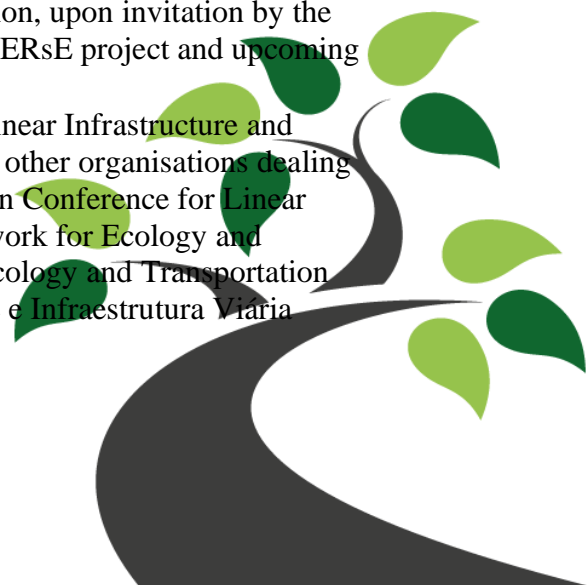 on, upon invitation by the
ERsE project and upcoming
near Infrastructure and
other organisations dealing
n Conference for Linear
work for Ecology and
cology and Transportation
e Infraestrutura Viária